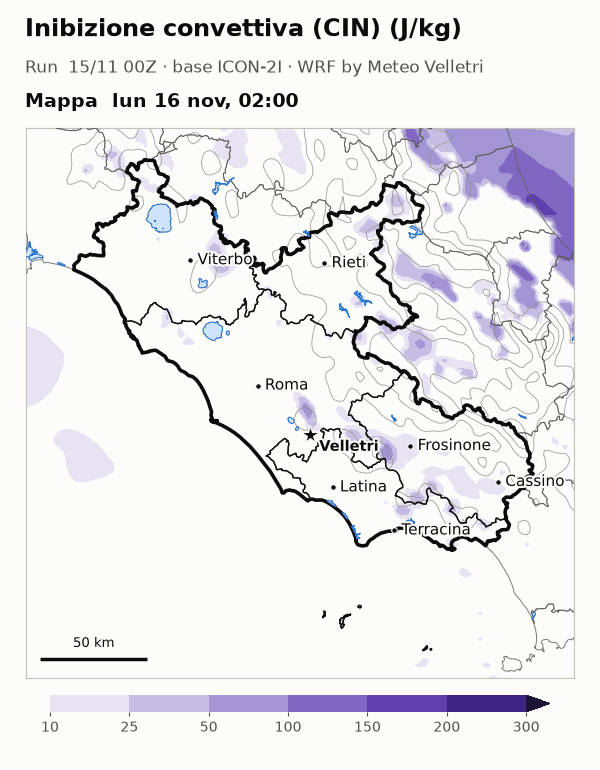 Inibizione convettiva (CIN) (J/kg)
Run  15/11 00Z · base ICON-2I · WRF by Meteo Velletri
Mappa  lun 16 nov, 02:00
Viterbo
Rieti
Roma
Velletri
Frosinone
Latina
Cassino
Terracina
50 km
10 25 50 100 150 200 300